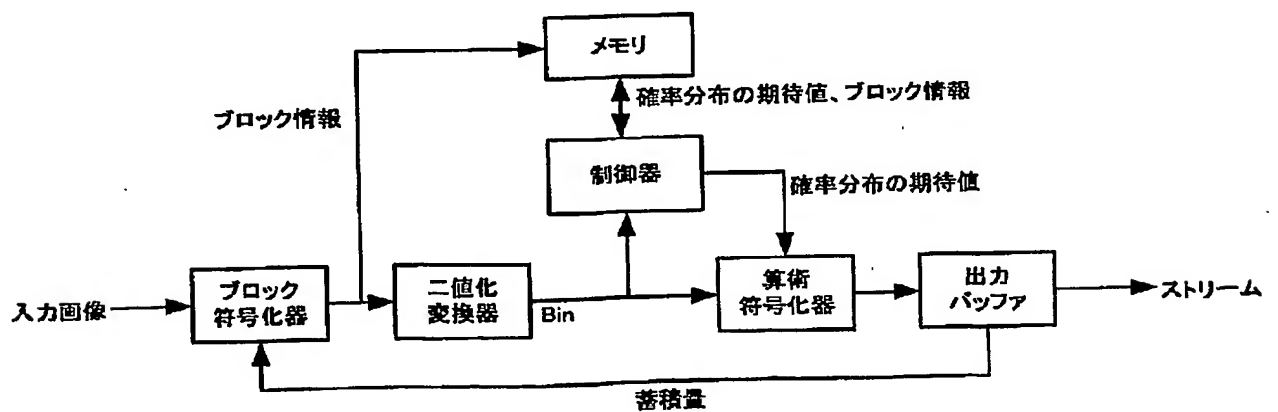 メモリ
確率分布の期待値、ブロック情報
ブロック情報
制御器
確率分布の期待値
入力画像
ブロック
符号化器
二値化
変換器
Bin
算術
符号化器
出力
バッファ
ストリーム
蓄積量